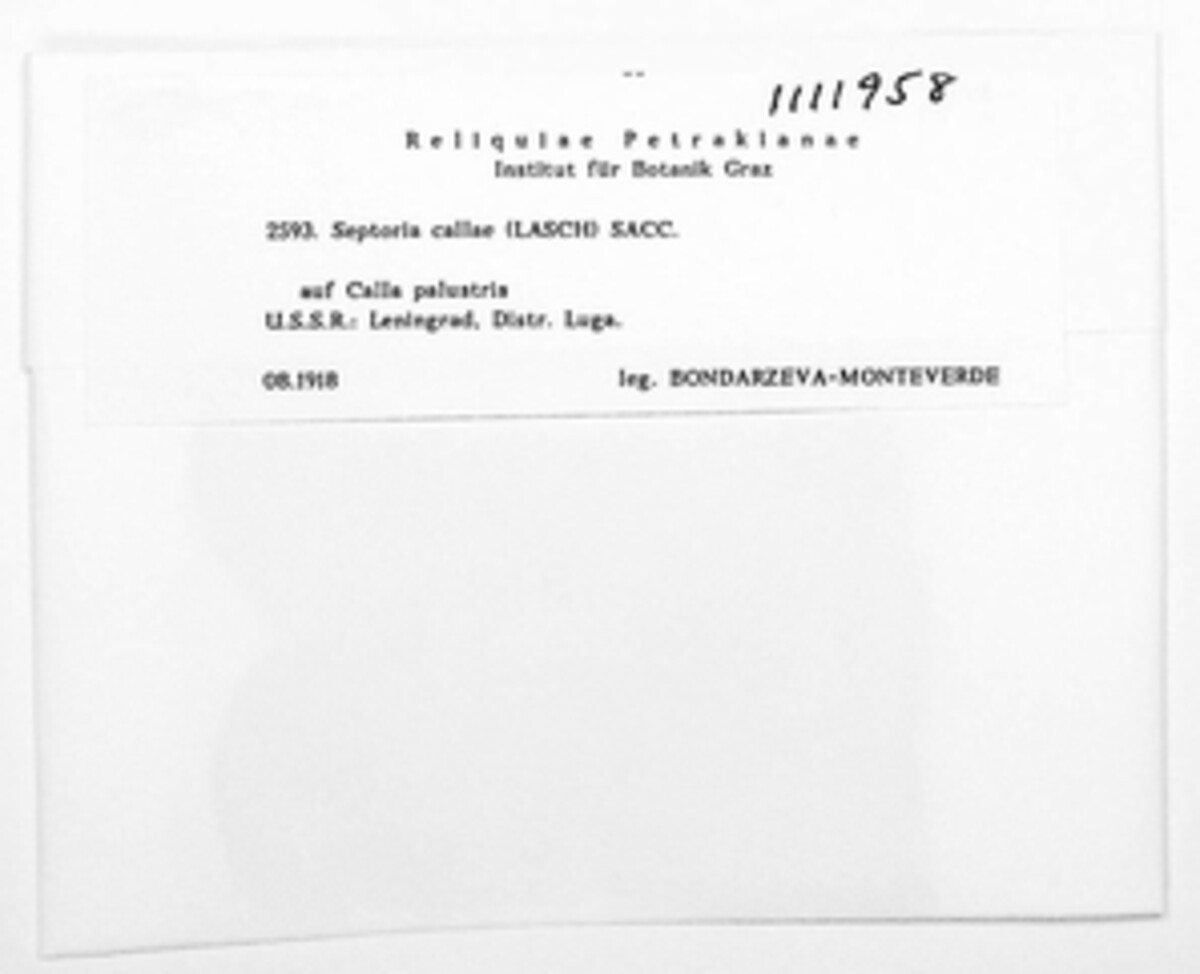 1111958
Reliquiae Petrakianae
Institut für Botanik Graz
2593. Septoria callae (LASCH) SACC.
auf Calla palustris
U.S.S.R.: Leningrad, Distr. Luga.
08.1918 leg. BONDARZEVA-MONTEVERDE